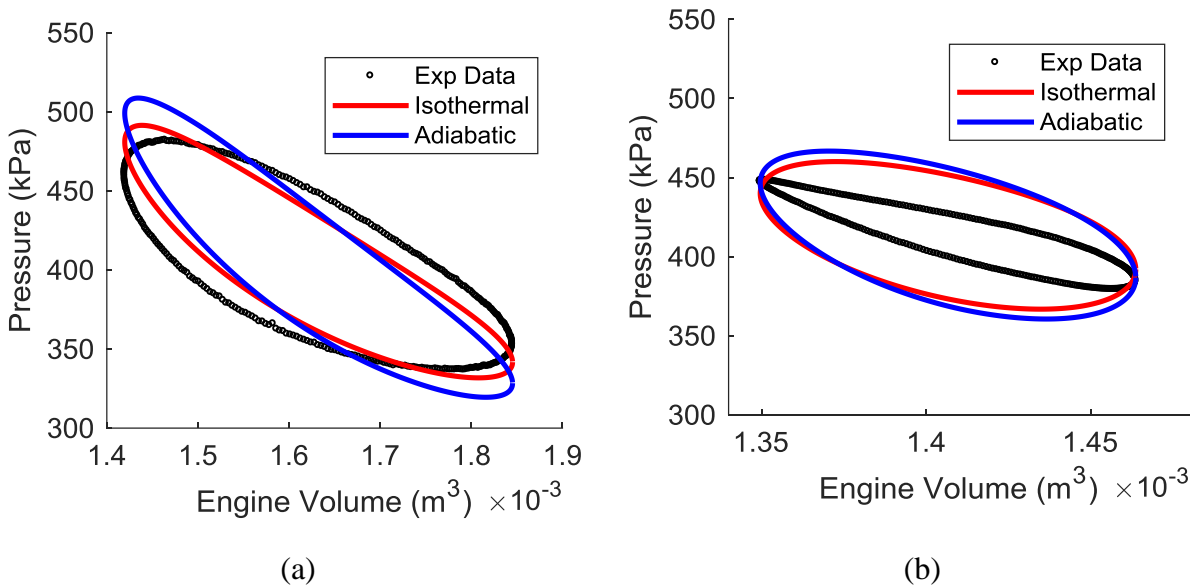 550
500
450
400
350
300
Pressure (kPa)
Exp Data
Isothermal
Adiabatic
1.4
1.5
1.6
1.7
1.8
1.9
Engine Volume (m³) ×10⁻³
(a)
550
500
450
400
350
300
Pressure (kPa)
Exp Data
Isothermal
Adiabatic
1.35
1.4
1.45
Engine Volume (m³) ×10⁻³
(b)